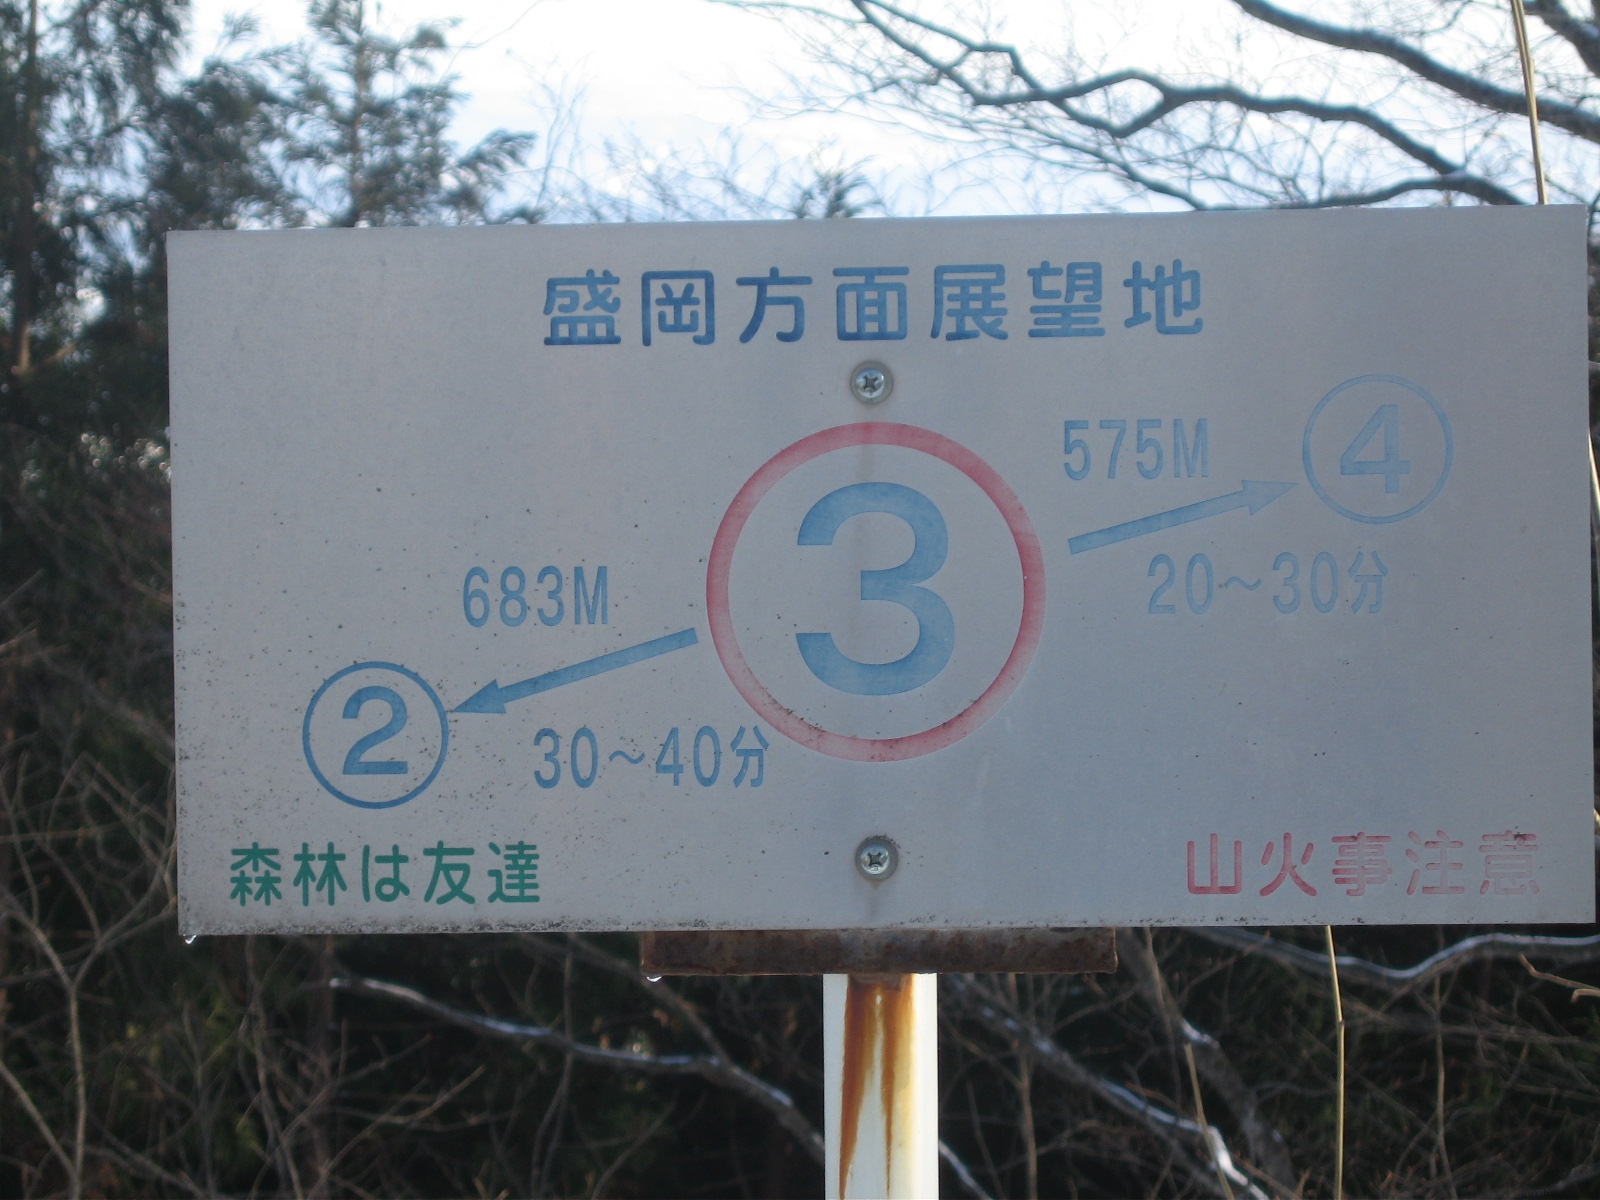 盛岡方面展望地
575M
④
20～30分
3
683M
②
30～40分
森林は友達
山火事注意